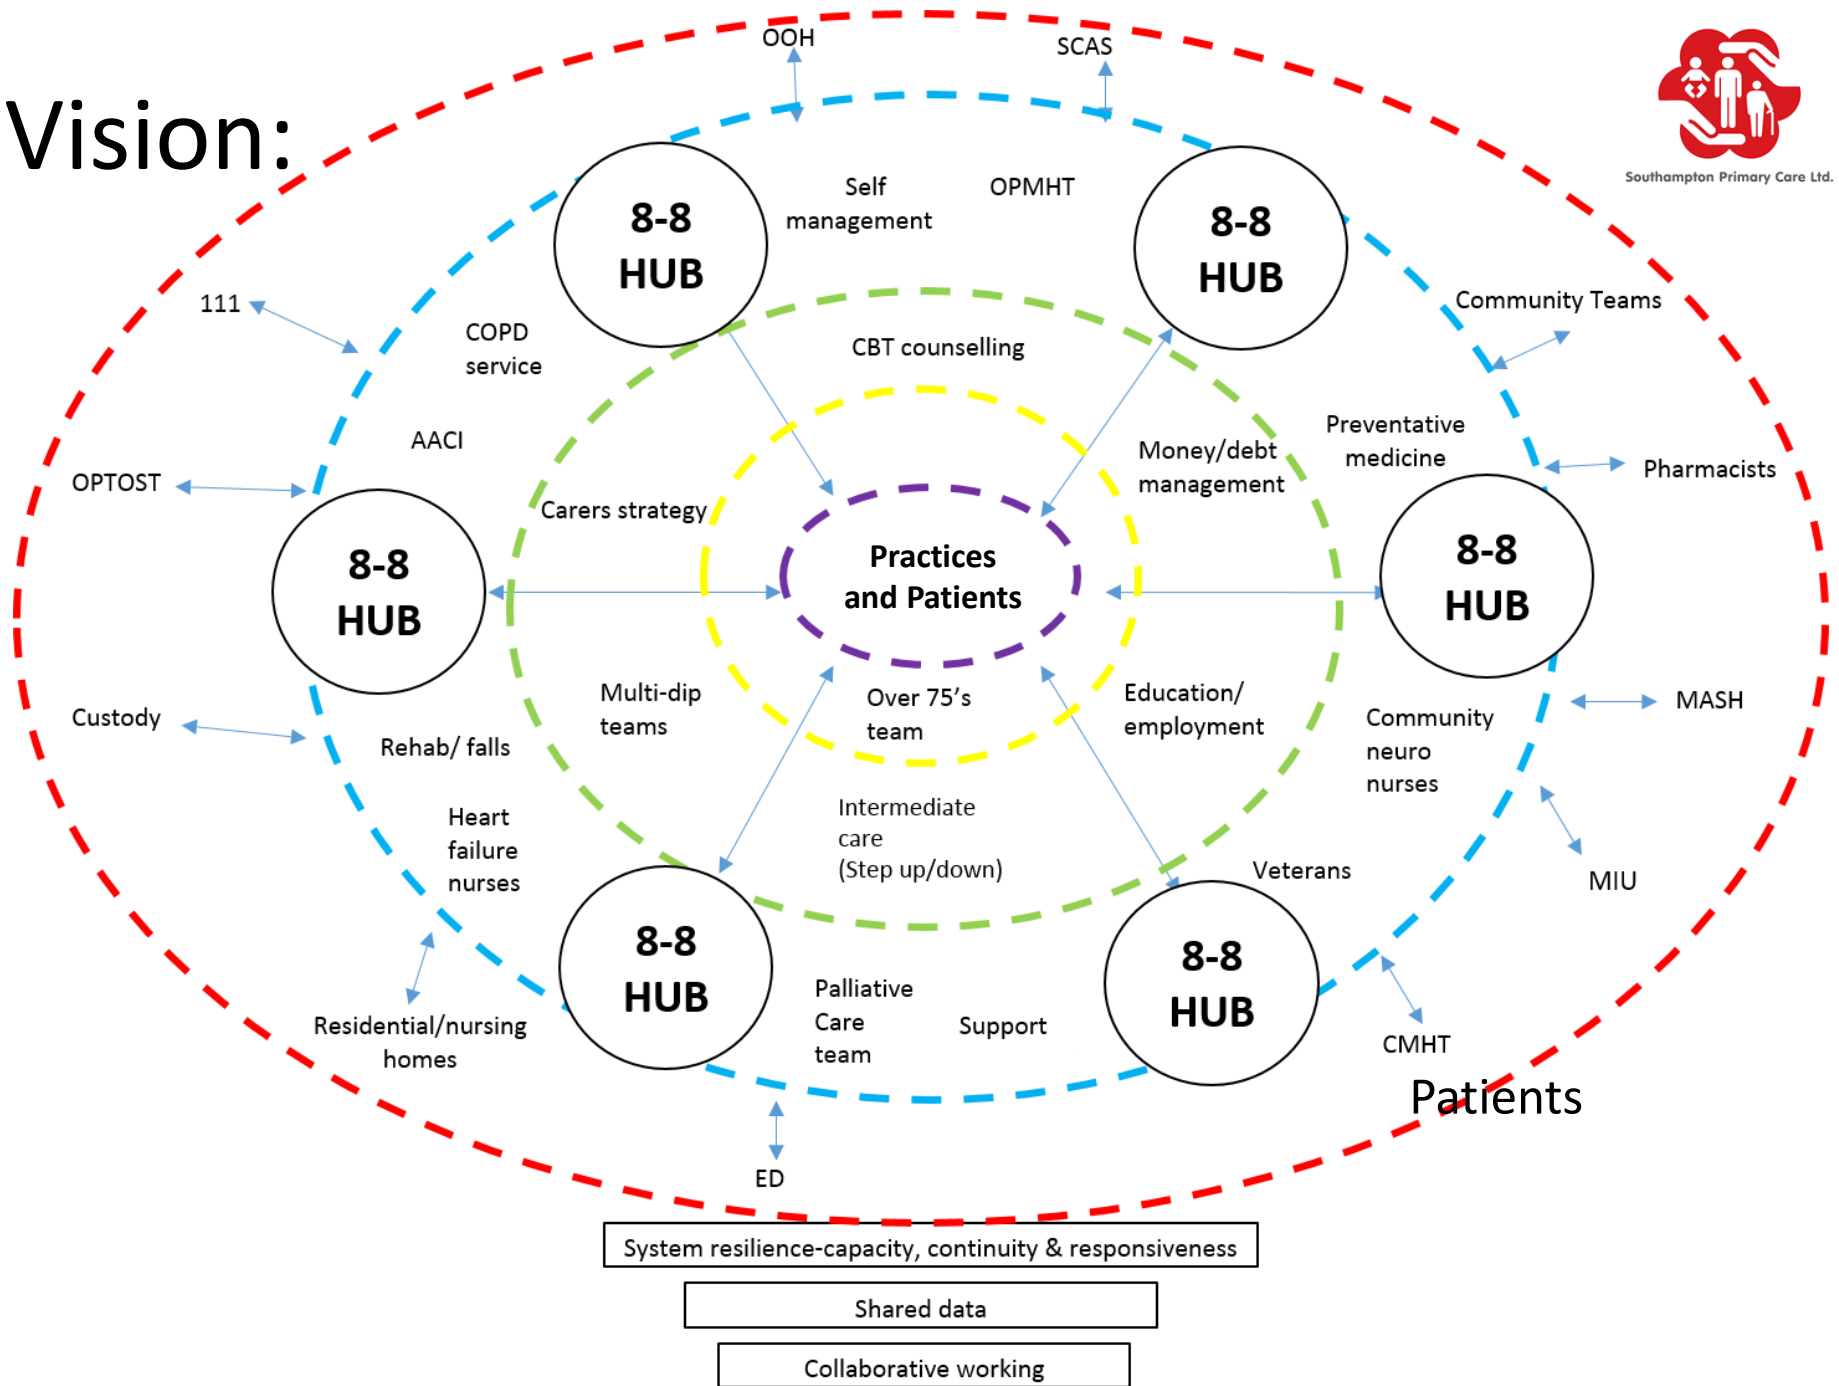 Vision:
OOH
SCAS
Southampton Primary Care Ltd.
8-8
HUB
Self
management
OPMHT
8-8
HUB
111
COPD
service
CBT counselling
Community Teams
AACI
Money/debt
management
Preventative
medicine
Pharmacists
OPTOST
Carers strategy
8-8
HUB
Practices
and Patients
8-8
HUB
Custody
Rehab/ falls
Multi-dip
teams
Over 75’s
team
Education/
employment
Community
neuro
nurses
MASH
Heart
failure
nurses
Intermediate
care
(Step up/down)
Veterans
MIU
8-8
HUB
Palliative
Care
team
Support
8-8
HUB
Residential/nursing
homes
CMHT
Patients
ED
System resilience-capacity, continuity & responsiveness
Shared data
Collaborative working